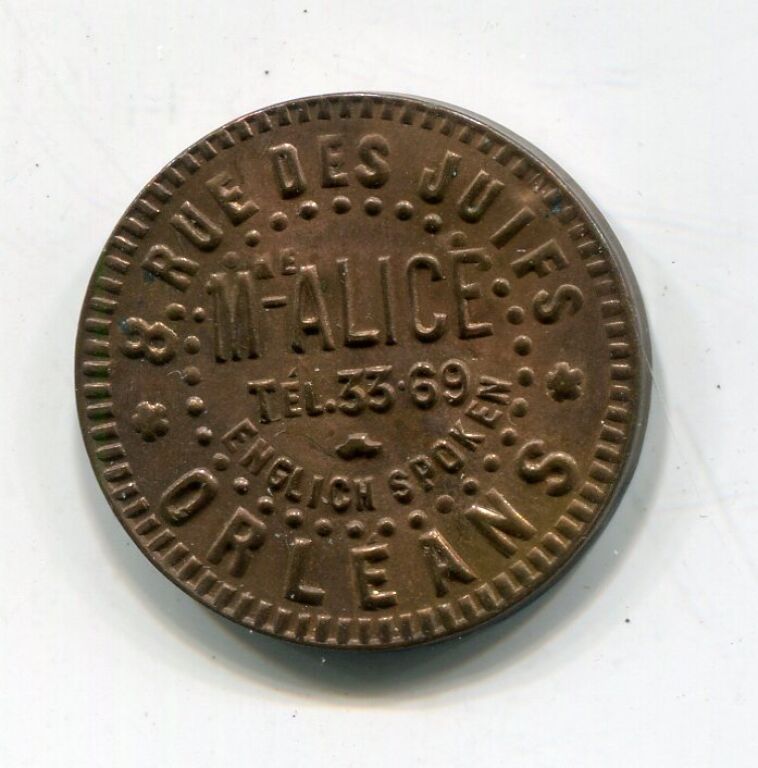 8. RUE DES JUIFS
Mᴹᴱ-ALICE
TÉL. 33·69
ENGLICH SPOKEN
ORLÉANS